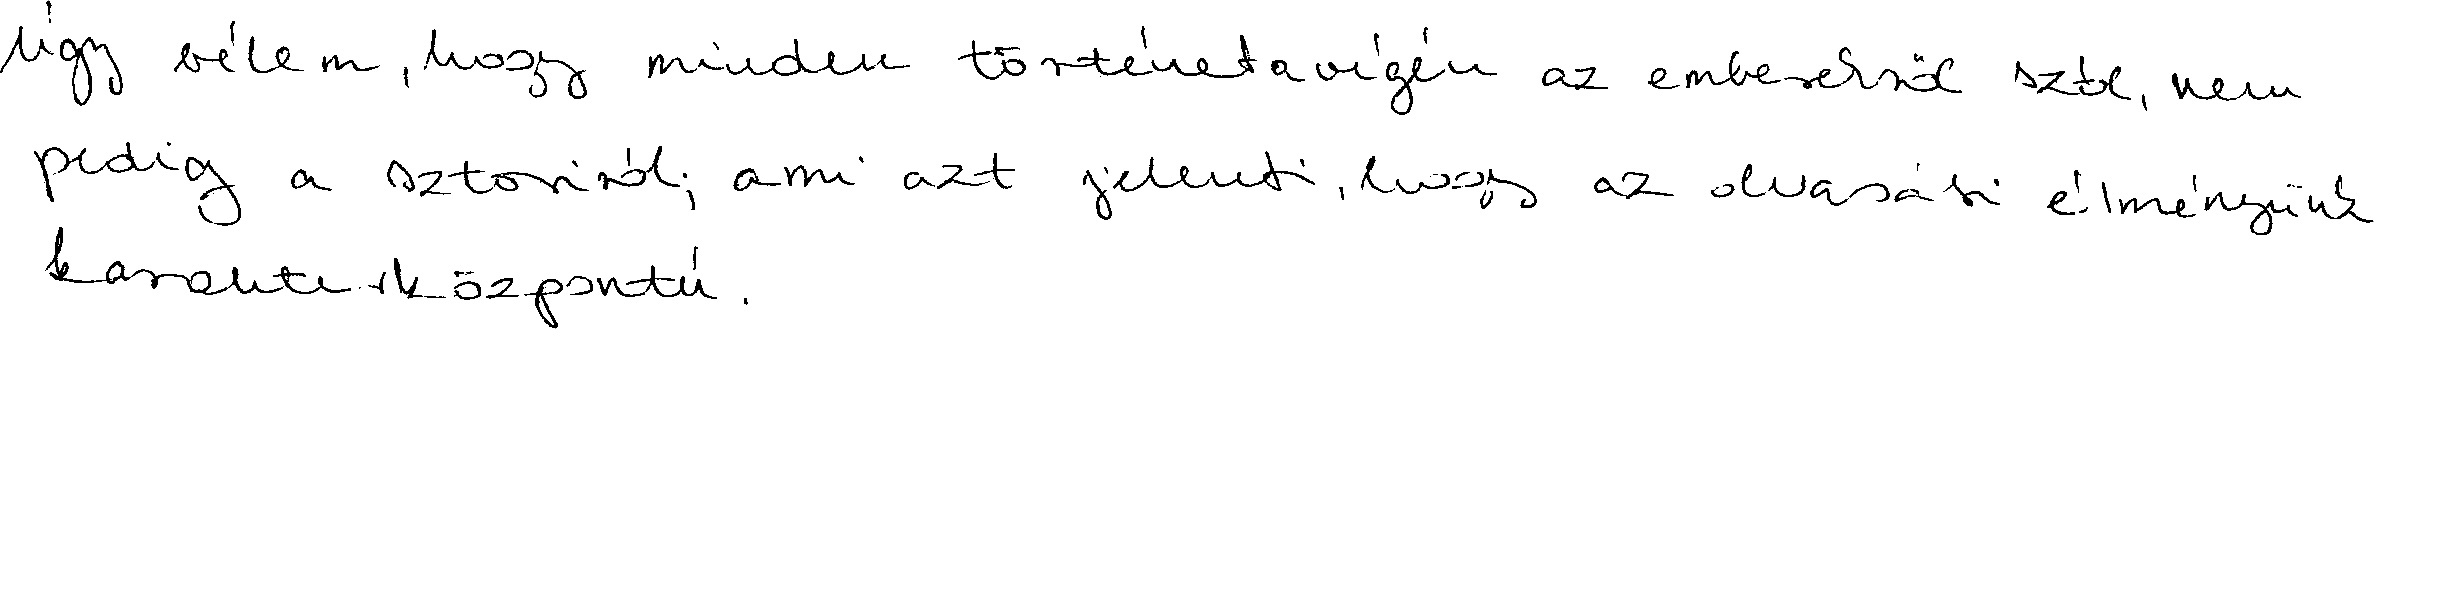 Úgy vélem, hogy minden történet a végén az emberekről szól, nem
pedig a sztoriról; ami azt jelenti, hogy az olvasási élményünk
karakterközpontú.